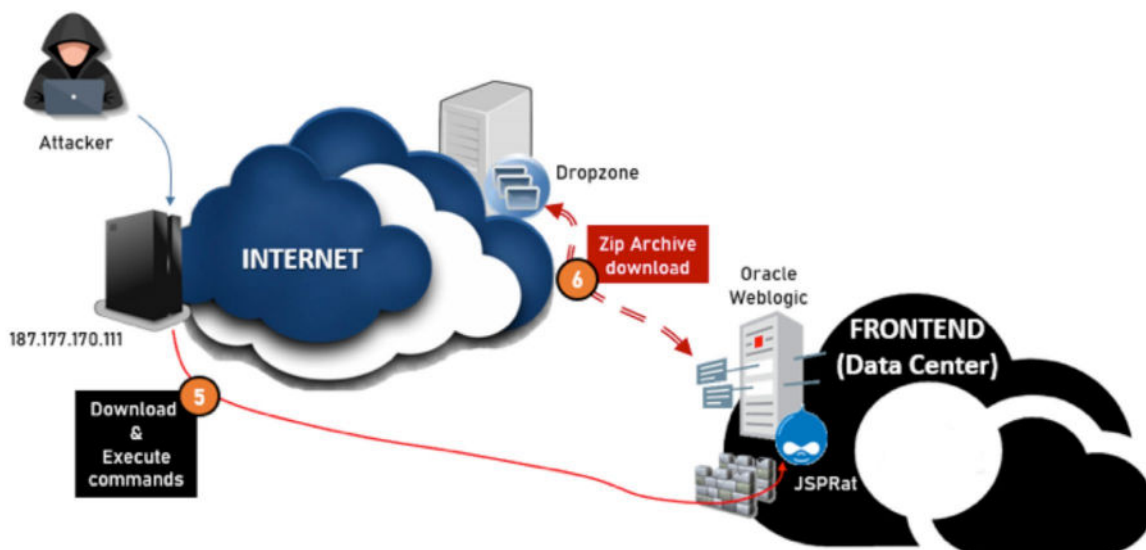 Attacker
Dropzone
INTERNET
Zip Archive
download
6
Oracle
Weblogic
187.177.170.111
FRONTEND
(Data Center)
5
Download
&
Execute
commands
JSPRat